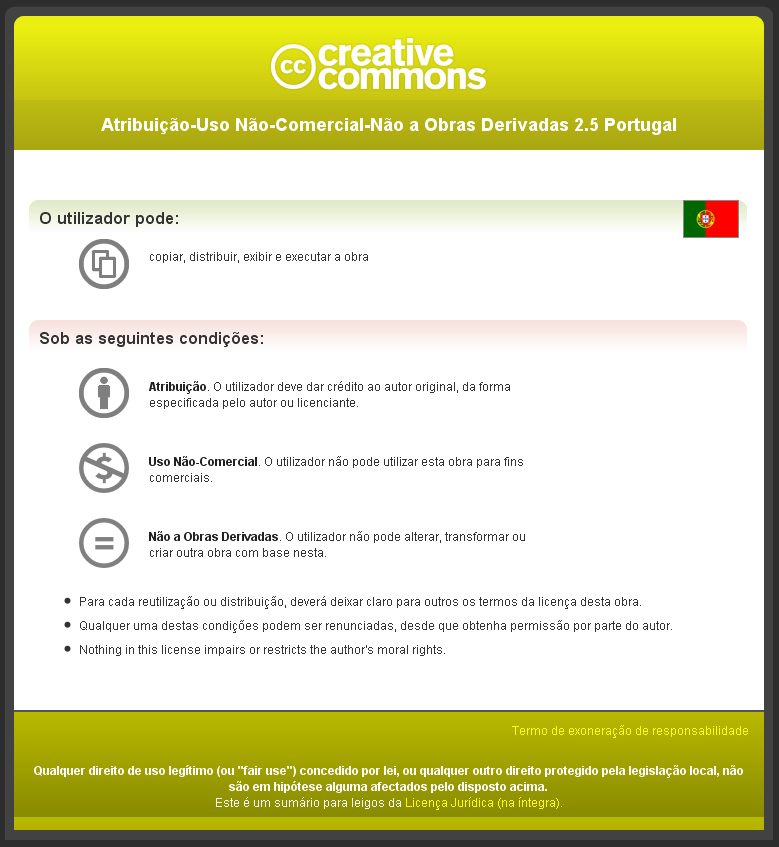 cc creative commons
Atribuição-Uso Não-Comercial-Não a Obras Derivadas 2.5 Portugal
O utilizador pode:
copiar, distribuir, exibir e executar a obra
Sob as seguintes condições:
Atribuição. O utilizador deve dar crédito ao autor original, da forma
especificada pelo autor ou licenciante.
Uso Não-Comercial. O utilizador não pode utilizar esta obra para fins
comerciais.
Não a Obras Derivadas. O utilizador não pode alterar, transformar ou
criar outra obra com base nesta.
• Para cada reutilização ou distribuição, deverá deixar claro para outros os termos da licença desta obra.
• Qualquer uma destas condições podem ser renunciadas, desde que obtenha permissão por parte do autor.
• Nothing in this license impairs or restricts the author's moral rights.
Termo de exoneração de responsabilidade
Qualquer direito de uso legítimo (ou "fair use") concedido por lei, ou qualquer outro direito protegido pela legislação local, não
são em hipótese alguma afectados pelo disposto acima.
Este é um sumário para leigos da Licença Jurídica (na íntegra).